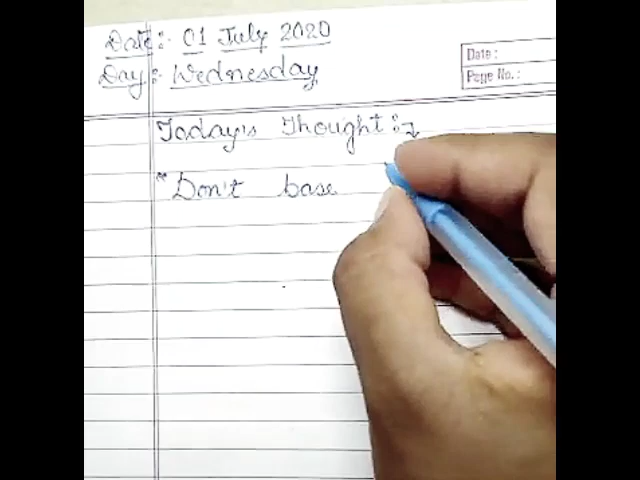 Date:- 01 July 2020
Day:- Wednesday
Date:
Page No.:
Today's Thought:-
"Don't base